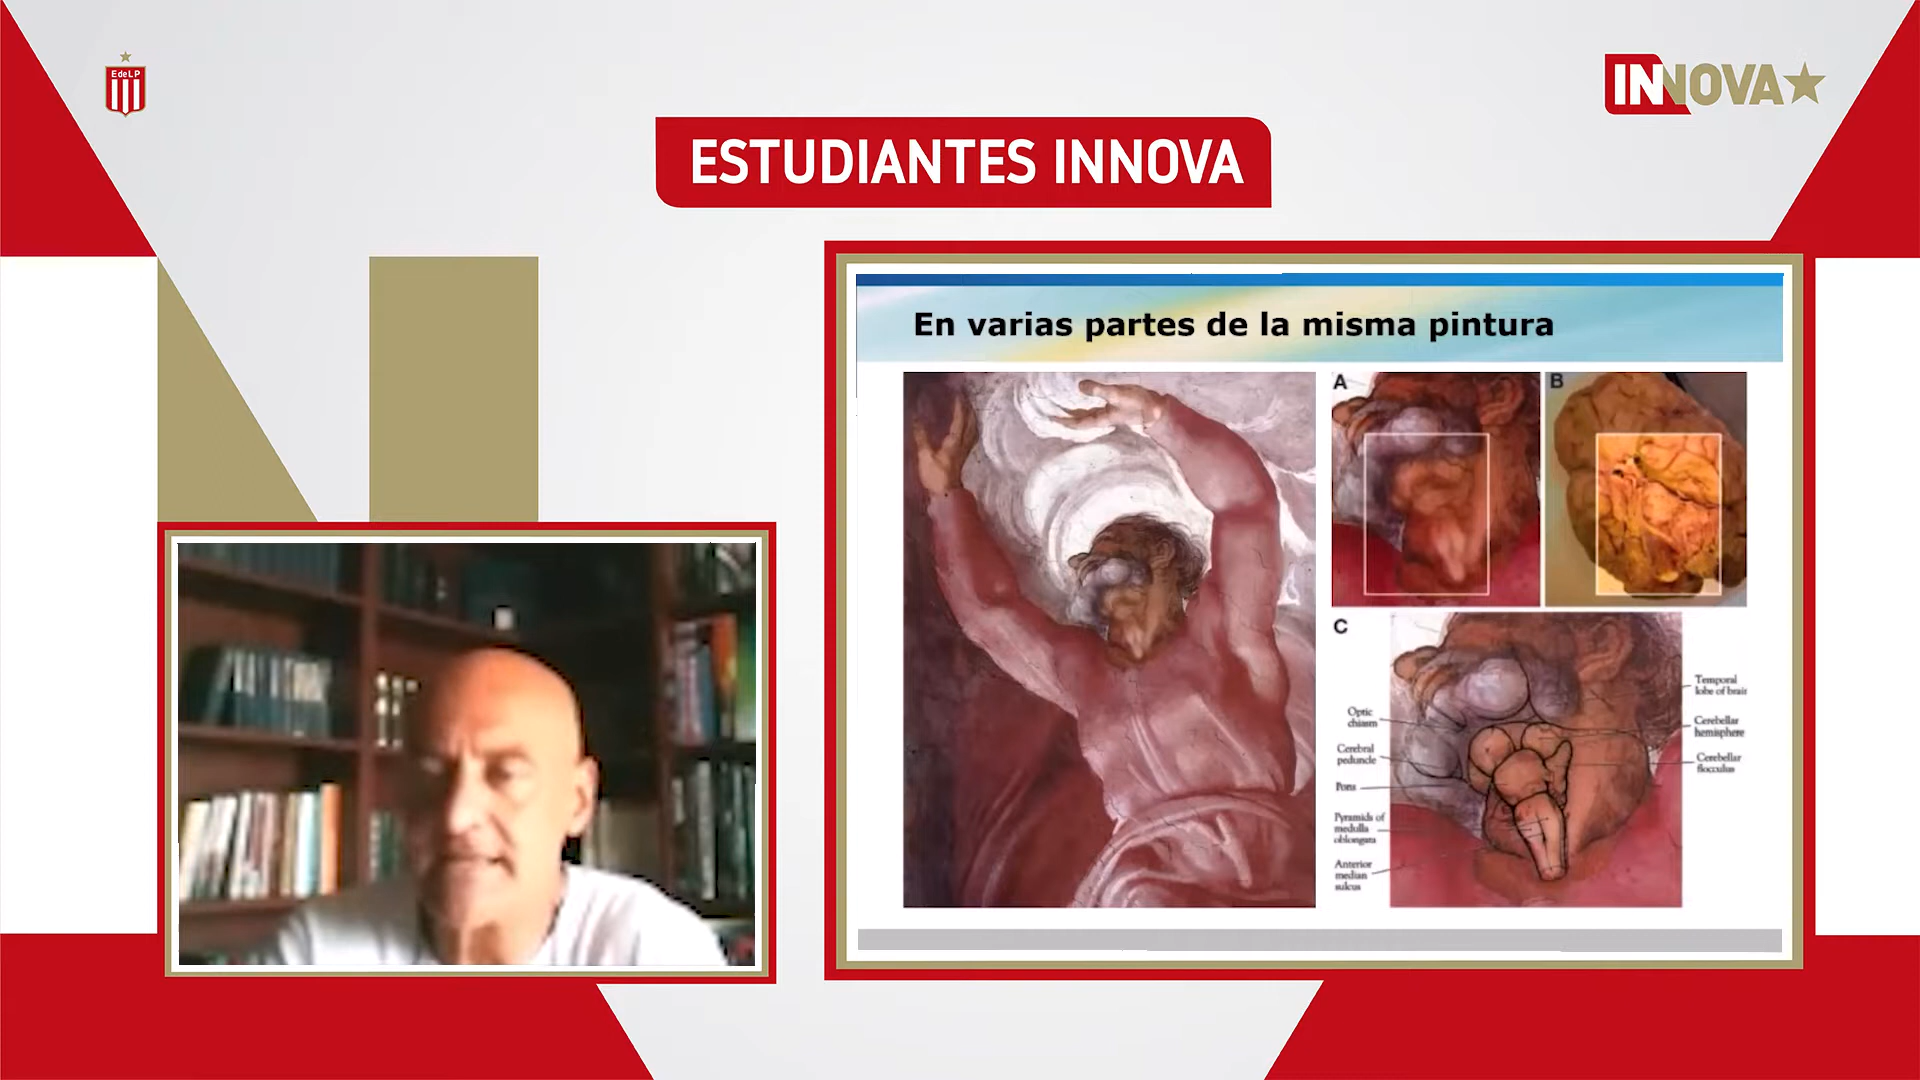 EdeLP
INNOVA
ESTUDIANTES INNOVA
En varias partes de la misma pintura
A
B
C
Optic
chiasm
Cerebral
peduncle
Pons
Pyramids of
medulla
oblongata
Anterior
median
sulcus
Temporal
lobe of brain
Cerebellar
hemisphere
Cerebellar
flocculus